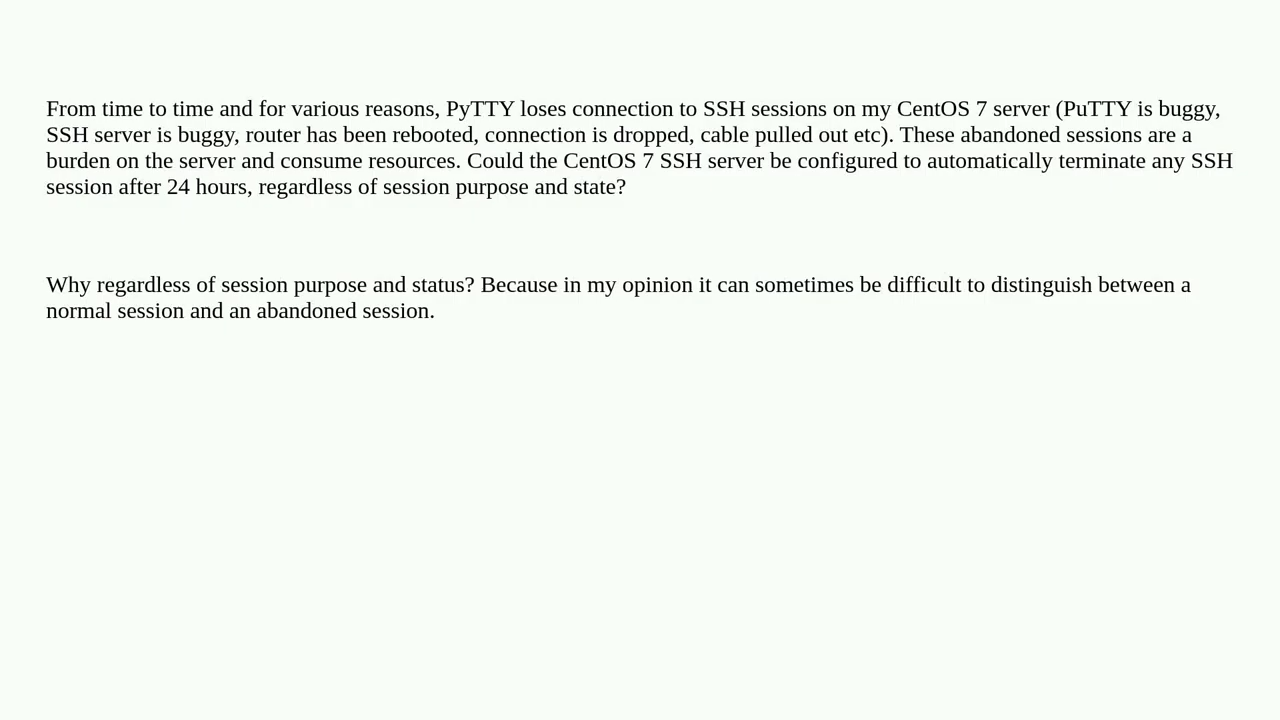 From time to time and for various reasons, PyTTY loses connection to SSH sessions on my CentOS 7 server (PuTTY is buggy,
SSH server is buggy, router has been rebooted, connection is dropped, cable pulled out etc). These abandoned sessions are a
burden on the server and consume resources. Could the CentOS 7 SSH server be configured to automatically terminate any SSH
session after 24 hours, regardless of session purpose and state?
Why regardless of session purpose and status? Because in my opinion it can sometimes be difficult to distinguish between a
normal session and an abandoned session.